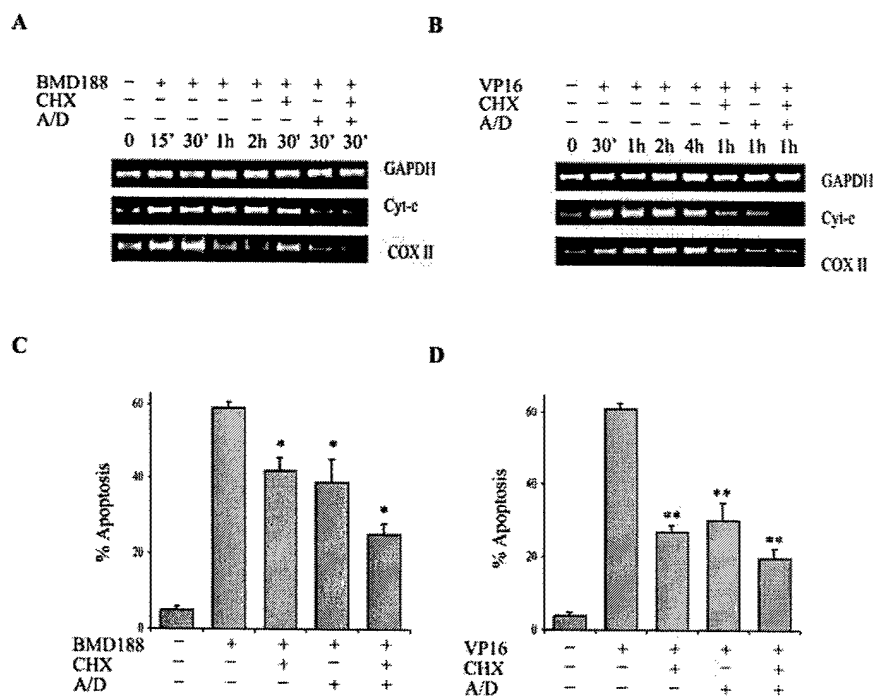 A
BMD188 − + + + + + + +
CHX − − − − − + − +
A/D − − − − − − + +
0 15' 30' 1h 2h 30' 30' 30'
GAPDH
Cyt-c
COX II
B
VP16 − + + + + + + +
CHX − − − − − + − +
A/D − − − − − − + +
0 30' 1h 2h 4h 1h 1h 1h
GAPDH
Cyt-c
COX II
C
% Apoptosis
60
40
20
0
* * *
BMD188 − + + + +
CHX − − + − +
A/D − − − + +
D
% Apoptosis
60
40
20
0
** ** **
VP16 − + + + +
CHX − − + − +
A/D − − − + +